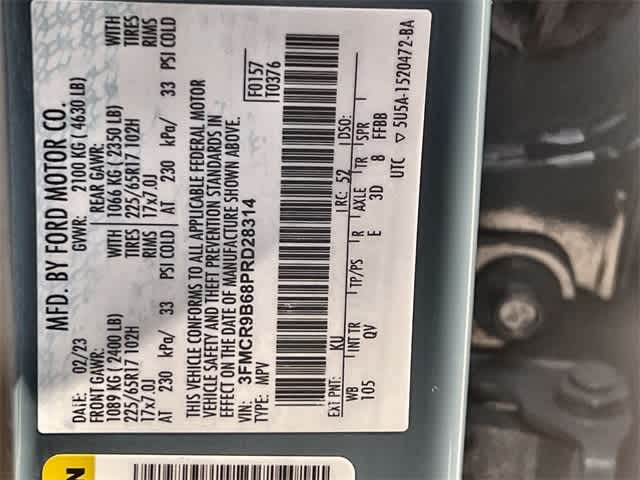 MFD. BY FORD MOTOR CO.
DATE: 02/23 GVWR: 2100 KG (4630 LB)
FRONT GAWR: REAR GAWR:
1089 KG (2400 LB) 1066 KG (2350 LB) WITH
225/65R17 102H 225/65R17 102H TIRES
17x7.0J RIMS 17x7.0J RIMS
AT 230 kPa/ 33 PSI COLD AT 230 kPa/ 33 PSI COLD
THIS VEHICLE CONFORMS TO ALL APPLICABLE FEDERAL MOTOR
VEHICLE SAFETY AND THEFT PREVENTION STANDARDS IN
EFFECT ON THE DATE OF MANUFACTURE SHOWN ABOVE.
VIN: 3FMCR9B68PRD28314 F0157
TYPE: MPV T0376
EXT PNT: KU RC: 52 DSO:
WB INT TR TP/PS R AXLE TR SPR
105 QV E 3D 8 FFBB
UTC ▽ 5U5A-1520472-BA
N